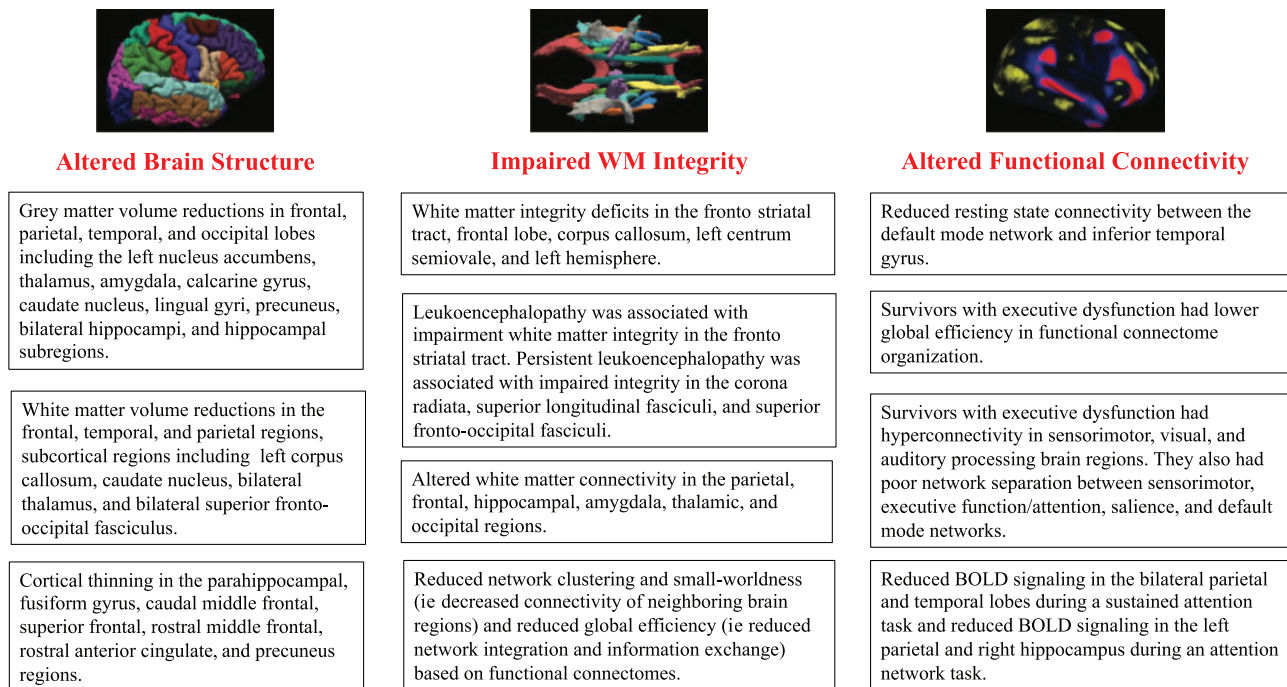 Altered Brain Structure
Grey matter volume reductions in frontal,
parietal, temporal, and occipital lobes
including the left nucleus accumbens,
thalamus, amygdala, calcarine gyrus,
caudate nucleus, lingual gyri, precuneus,
bilateral hippocampi, and hippocampal
subregions.
White matter volume reductions in the
frontal, temporal, and parietal regions,
subcortical regions including left corpus
callosum, caudate nucleus, bilateral
thalamus, and bilateral superior fronto-
occipital fasciculus.
Cortical thinning in the parahippocampal,
fusiform gyrus, caudal middle frontal,
superior frontal, rostral middle frontal,
rostral anterior cingulate, and precuneus
regions.
Impaired WM Integrity
White matter integrity deficits in the fronto striatal
tract, frontal lobe, corpus callosum, left centrum
semiovale, and left hemisphere.
Leukoencephalopathy was associated with
impairment white matter integrity in the fronto
striatal tract. Persistent leukoencephalopathy was
associated with impaired integrity in the corona
radiata, superior longitudinal fasciculi, and superior
fronto-occipital fasciculi.
Altered white matter connectivity in the parietal,
frontal, hippocampal, amygdala, thalamic, and
occipital regions.
Reduced network clustering and small-worldness
(ie decreased connectivity of neighboring brain
regions) and reduced global efficiency (ie reduced
network integration and information exchange)
based on functional connectomes.
Altered Functional Connectivity
Reduced resting state connectivity between the
default mode network and inferior temporal
gyrus.
Survivors with executive dysfunction had lower
global efficiency in functional connectome
organization.
Survivors with executive dysfunction had
hyperconnectivity in sensorimotor, visual, and
auditory processing brain regions. They also had
poor network separation between sensorimotor,
executive function/attention, salience, and default
mode networks.
Reduced BOLD signaling in the bilateral parietal
and temporal lobes during a sustained attention
task and reduced BOLD signaling in the left
parietal and right hippocampus during an attention
network task.